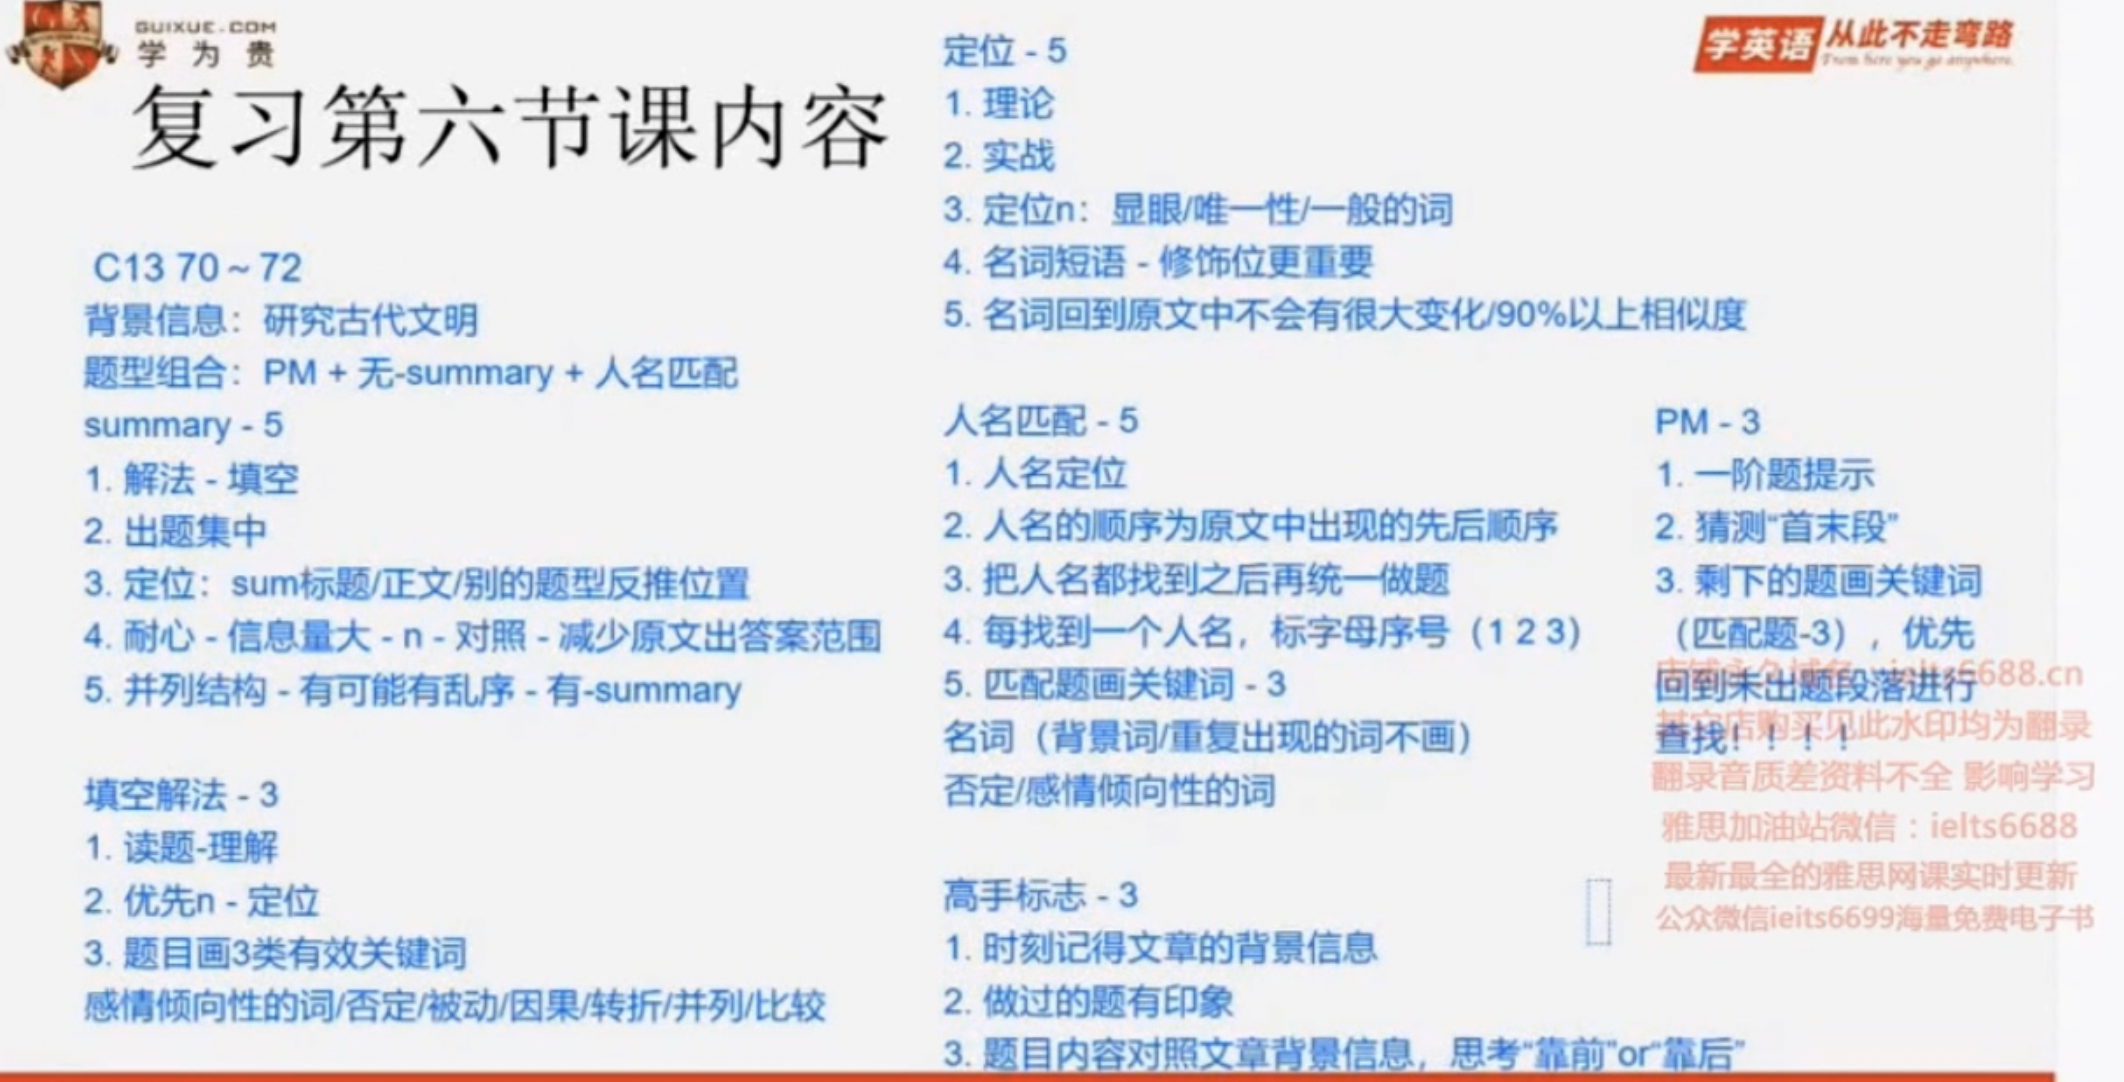 GUIXUE.COM
学为贵
学英语 从此不走弯路
From here you go anywhere.
复习第六节课内容
C13 70～72
背景信息：研究古代文明
题型组合：PM + 无-summary + 人名匹配
summary - 5
1. 解法 - 填空
2. 出题集中
3. 定位：sum标题/正文/别的题型反推位置
4. 耐心 - 信息量大 - n - 对照 - 减少原文出答案范围
5. 并列结构 - 有可能有乱序 - 有-summary
填空解法 - 3
1. 读题-理解
2. 优先n - 定位
3. 题目画3类有效关键词
感情倾向性的词/否定/被动/因果/转折/并列/比较
定位 - 5
1. 理论
2. 实战
3. 定位n：显眼/唯一性/一般的词
4. 名词短语 - 修饰位更重要
5. 名词回到原文中不会有很大变化/90%以上相似度
人名匹配 - 5
1. 人名定位
2. 人名的顺序为原文中出现的先后顺序
3. 把人名都找到之后再统一做题
4. 每找到一个人名，标字母序号（1 2 3）
5. 匹配题画关键词 - 3
名词（背景词/重复出现的词不画）
否定/感情倾向性的词
高手标志 - 3
1. 时刻记得文章的背景信息
2. 做过的题有印象
3. 题目内容对照文章背景信息，思考“靠前”or“靠后”
PM - 3
1. 一阶题提示
2. 猜测“首末段”
3. 剩下的题画关键词
（匹配题-3），优先
回到未出题段落进行
查找！！！！
店铺永久域名：ielts6688.cn
其它店购买见此水印均为翻录
翻录音质差资料不全 影响学习
雅思加油站微信：ielts6688
最新最全的雅思网课实时更新
公众微信ieits6699海量免费电子书